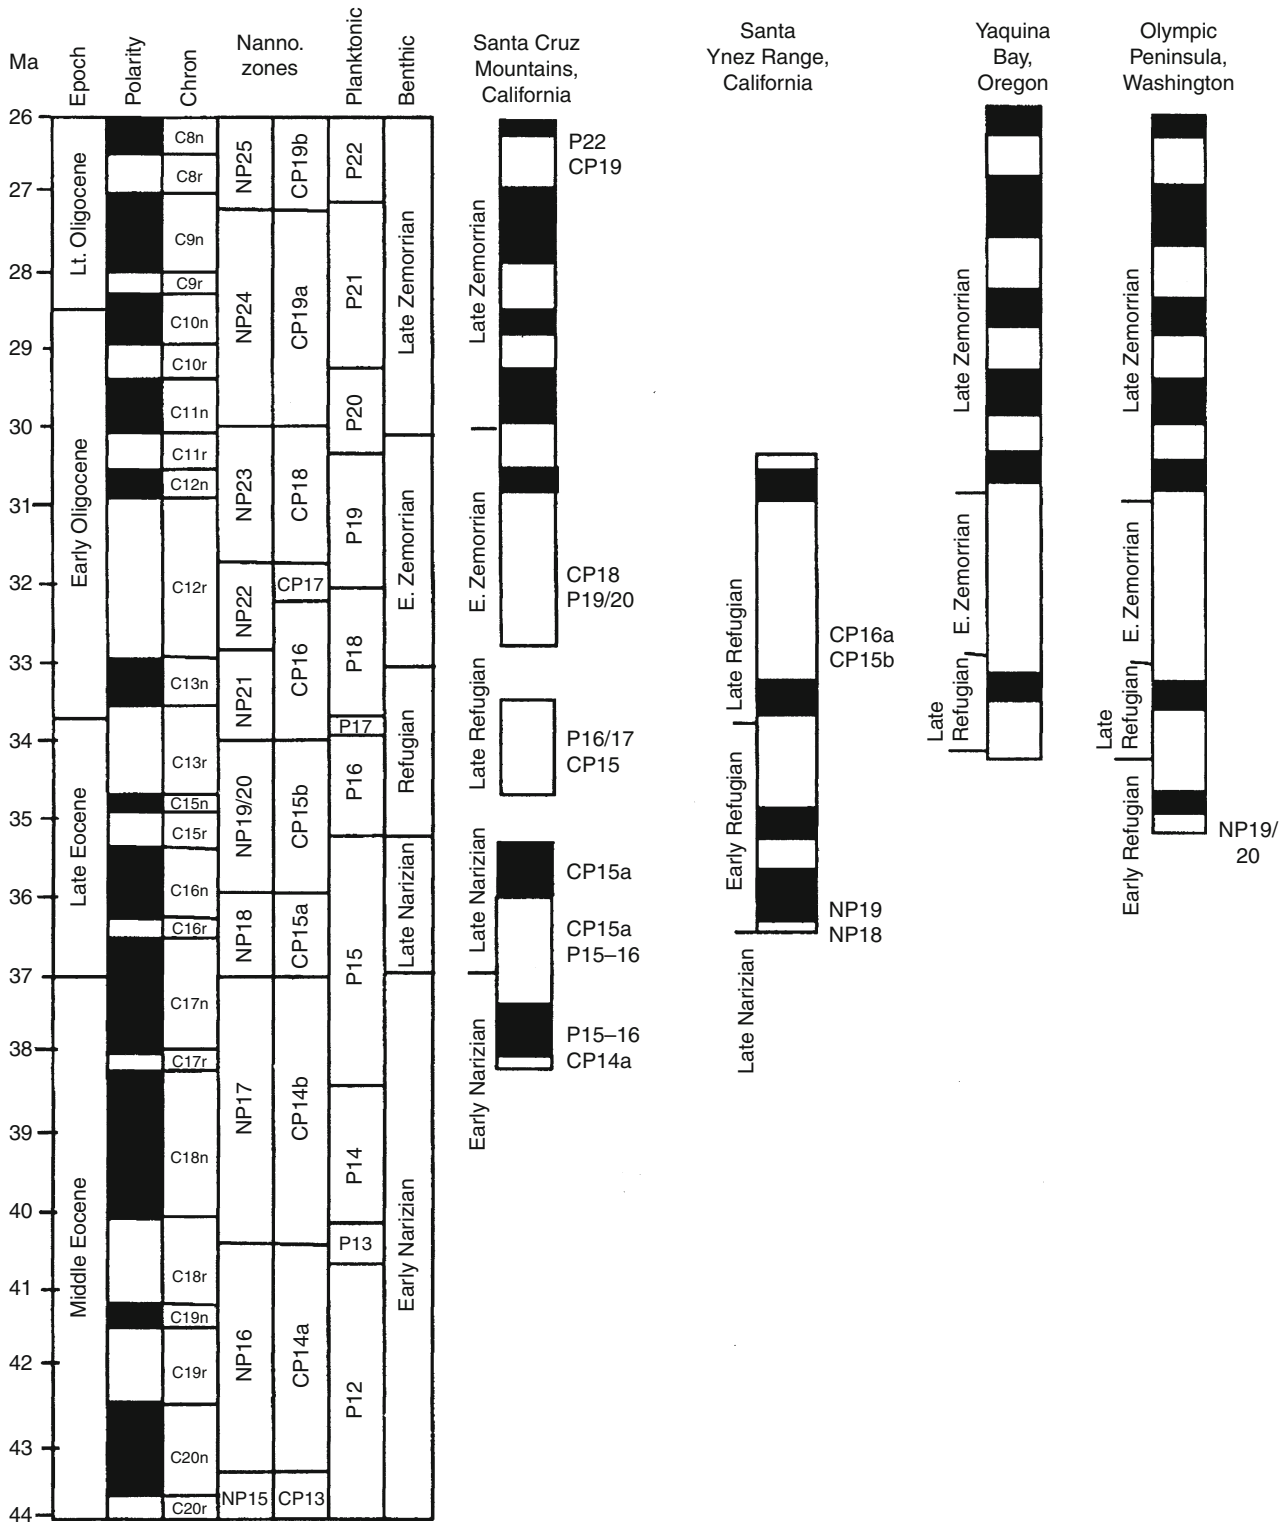 Ma
Epoch
Polarity
Chron
Nanno.
zones
Planktonic
Benthic
Santa Cruz
Mountains,
California
Santa
Ynez Range,
California
Yaquina
Bay,
Oregon
Olympic
Peninsula,
Washington
26
27
28
29
30
31
32
33
34
35
36
37
38
39
40
41
42
43
44
Lt. Oligocene
Early Oligocene
Late Eocene
Middle Eocene
C8n
C8r
C9n
C9r
C10n
C10r
C11n
C11r
C12n
C12r
C13n
C13r
C15n
C15r
C16n
C16r
C17n
C17r
C18n
C18r
C19n
C19r
C20n
C20r
NP25
NP24
NP23
NP22
NP21
NP19/20
NP18
NP17
NP16
NP15
CP19b
CP19a
CP18
CP17
CP16
CP15b
CP15a
CP14b
CP14a
CP13
P22
P21
P20
P19
P18
P17
P16
P15
P14
P13
P12
Late Zemorrian
E. Zemorrian
Refugian
Late Narizian
Early Narizian
Late Zemorrian
E. Zemorrian
Late Refugian
Late Narizian
Early Narizian
P22
CP19
CP18
P19/20
P16/17
CP15
CP15a
CP15a
P15–16
P15–16
CP14a
Late Refugian
Early Refugian
Late Narizian
CP16a
CP15b
NP19
NP18
Late Zemorrian
E. Zemorrian
Late
Refugian
Late Zemorrian
E. Zemorrian
Late
Refugian
Early Refugian
NP19/
20